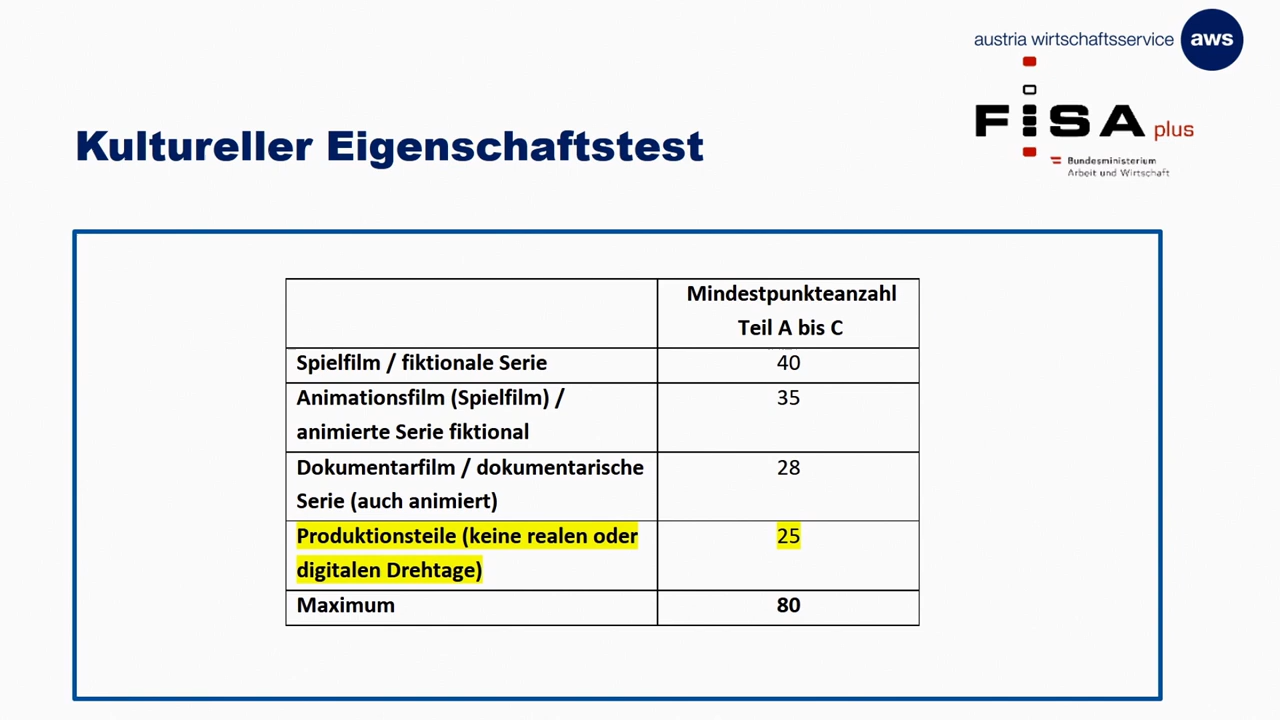 austria wirtschaftsservice aws
FISA plus
Bundesministerium
Arbeit und Wirtschaft
Kultureller Eigenschaftstest
Mindestpunkteanzahl
Teil A bis C
Spielfilm / fiktionale Serie 40
Animationsfilm (Spielfilm) / 35
animierte Serie fiktional
Dokumentarfilm / dokumentarische 28
Serie (auch animiert)
Produktionsteile (keine realen oder 25
digitalen Drehtage)
Maximum 80